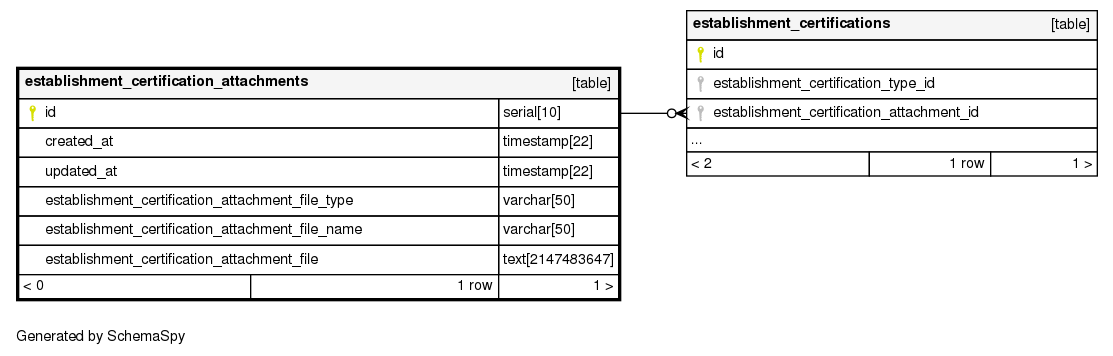 establishment_certifications [table]
id
establishment_certification_type_id
establishment_certification_attachment_id
...
< 2 1 row 1 >
establishment_certification_attachments [table]
id serial[10]
created_at timestamp[22]
updated_at timestamp[22]
establishment_certification_attachment_file_type varchar[50]
establishment_certification_attachment_file_name varchar[50]
establishment_certification_attachment_file text[2147483647]
< 0 1 row 1 >
Generated by SchemaSpy